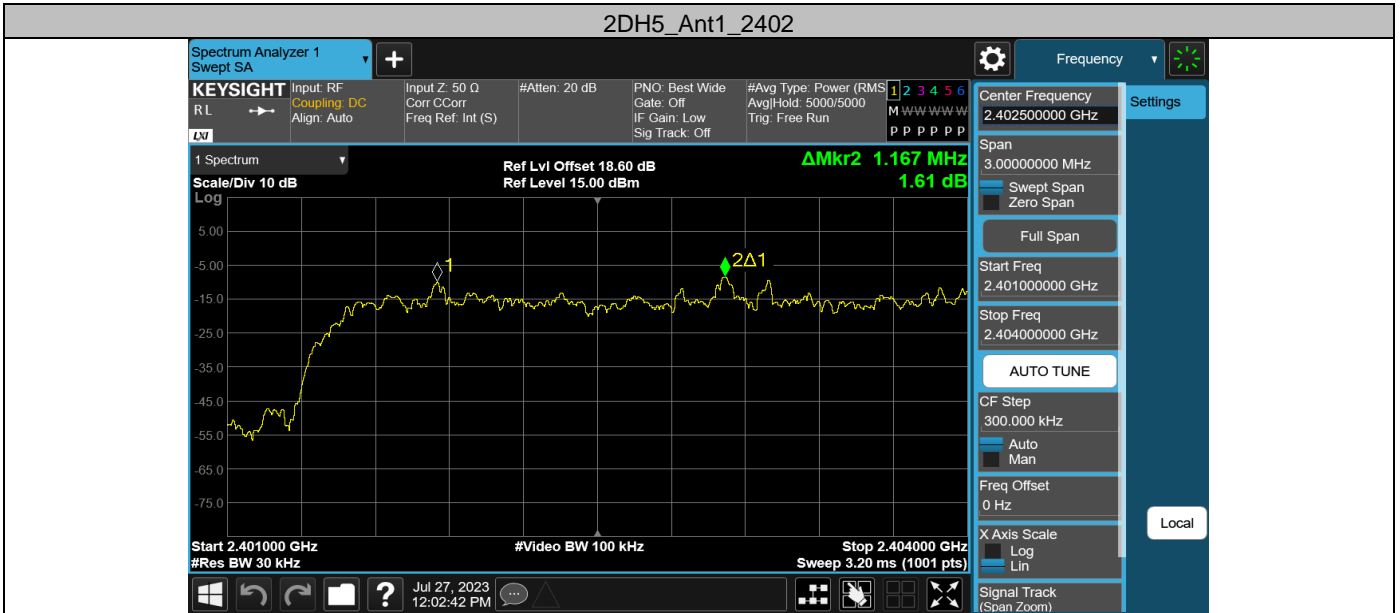 2DH5_Ant1_2402
Spectrum Analyzer 1
Swept SA
Frequency
KEYSIGHT
RL
LXI
Input: RF
Coupling: DC
Align: Auto
Input Z: 50 Ω
Corr CCorr
Freq Ref: Int (S)
#Atten: 20 dB
PNO: Best Wide
Gate: Off
IF Gain: Low
Sig Track: Off
#Avg Type: Power (RMS
Avg|Hold: 5000/5000
Trig: Free Run
1 2 3 4 5 6
M W W W W W
P P P P P P
1 Spectrum
Scale/Div 10 dB
Log
Ref Lvl Offset 18.60 dB
Ref Level 15.00 dBm
ΔMkr2 1.167 MHz
1.61 dB
5.00
-5.00
-15.0
-25.0
-35.0
-45.0
-55.0
-65.0
-75.0
1
2Δ1
Start 2.401000 GHz
#Res BW 30 kHz
#Video BW 100 kHz
Stop 2.404000 GHz
Sweep 3.20 ms (1001 pts)
Center Frequency
2.402500000 GHz
Span
3.00000000 MHz
Swept Span
Zero Span
Full Span
Start Freq
2.401000000 GHz
Stop Freq
2.404000000 GHz
AUTO TUNE
CF Step
300.000 kHz
Auto
Man
Freq Offset
0 Hz
X Axis Scale
Log
Lin
Signal Track
(Span Zoom)
Settings
Local
?
Jul 27, 2023
12:02:42 PM